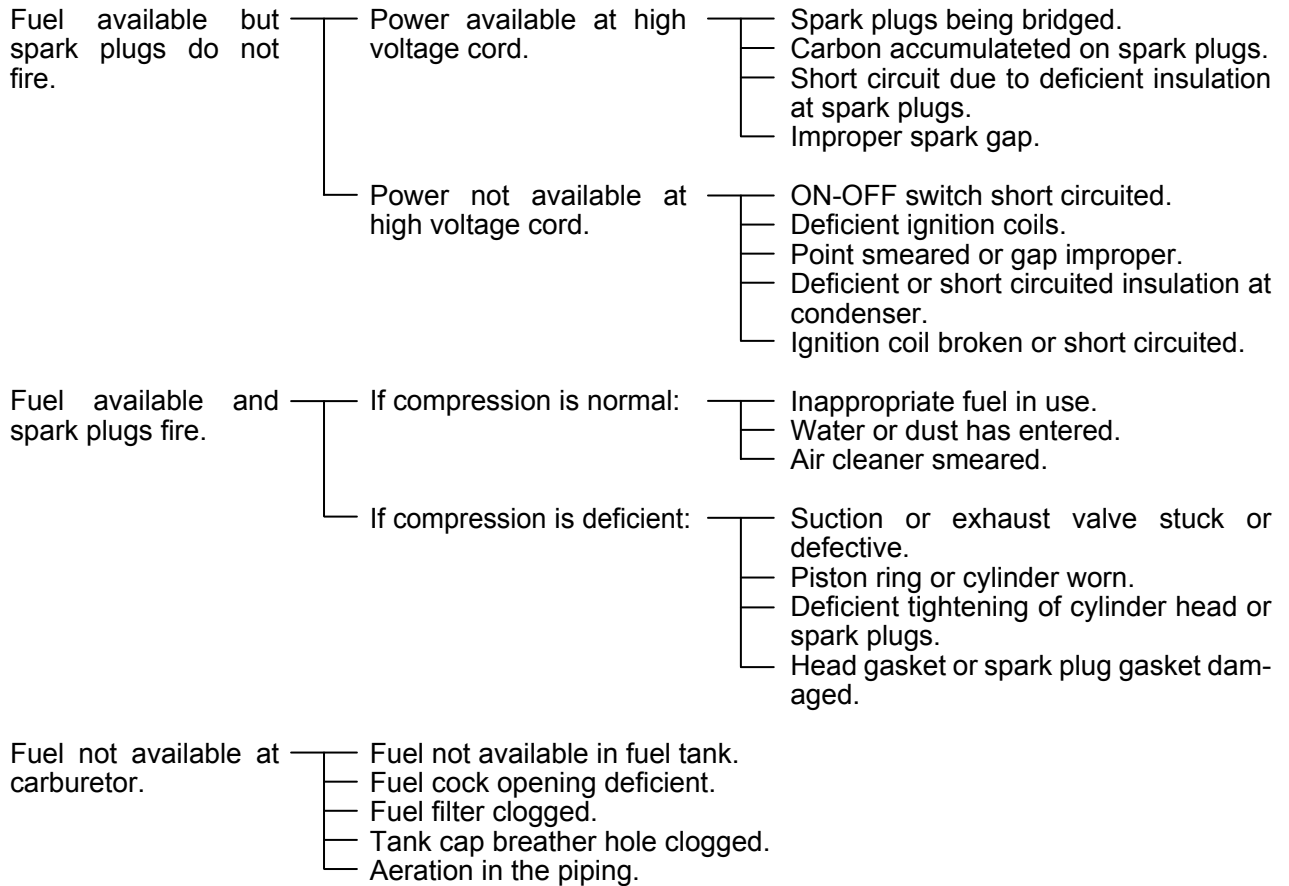 Fuel available but
spark plugs do not
fire.
Power available at high
voltage cord.
Spark plugs being bridged.
Carbon accumulateted on spark plugs.
Short circuit due to deficient insulation
at spark plugs.
Improper spark gap.
Power not available at
high voltage cord.
ON-OFF switch short circuited.
Deficient ignition coils.
Point smeared or gap improper.
Deficient or short circuited insulation at
condenser.
Ignition coil broken or short circuited.
Fuel available and
spark plugs fire.
If compression is normal:
Inappropriate fuel in use.
Water or dust has entered.
Air cleaner smeared.
If compression is deficient:
Suction or exhaust valve stuck or
defective.
Piston ring or cylinder worn.
Deficient tightening of cylinder head or
spark plugs.
Head gasket or spark plug gasket dam-
aged.
Fuel not available at
carburetor.
Fuel not available in fuel tank.
Fuel cock opening deficient.
Fuel filter clogged.
Tank cap breather hole clogged.
Aeration in the piping.